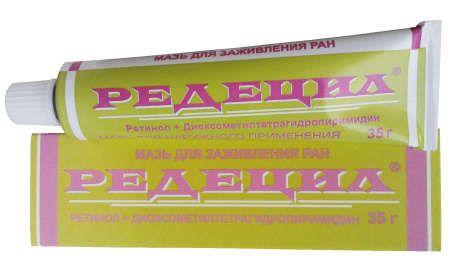 МАЗЬ ДЛЯ ЗАЖИВЛЕНИЯ РАН
РЕДЕЦИЛ®
Ретинол + Диоксометилтетрагидропиримидин
МАЗЬ ДЛЯ НАРУЖНОГО ПРИМЕНЕНИЯ 35 г
МАЗЬ ДЛЯ ЗАЖИВЛЕНИЯ РАН
РЕДЕЦИЛ®
Ретинол + Диоксометилтетрагидропиримидин 35 г